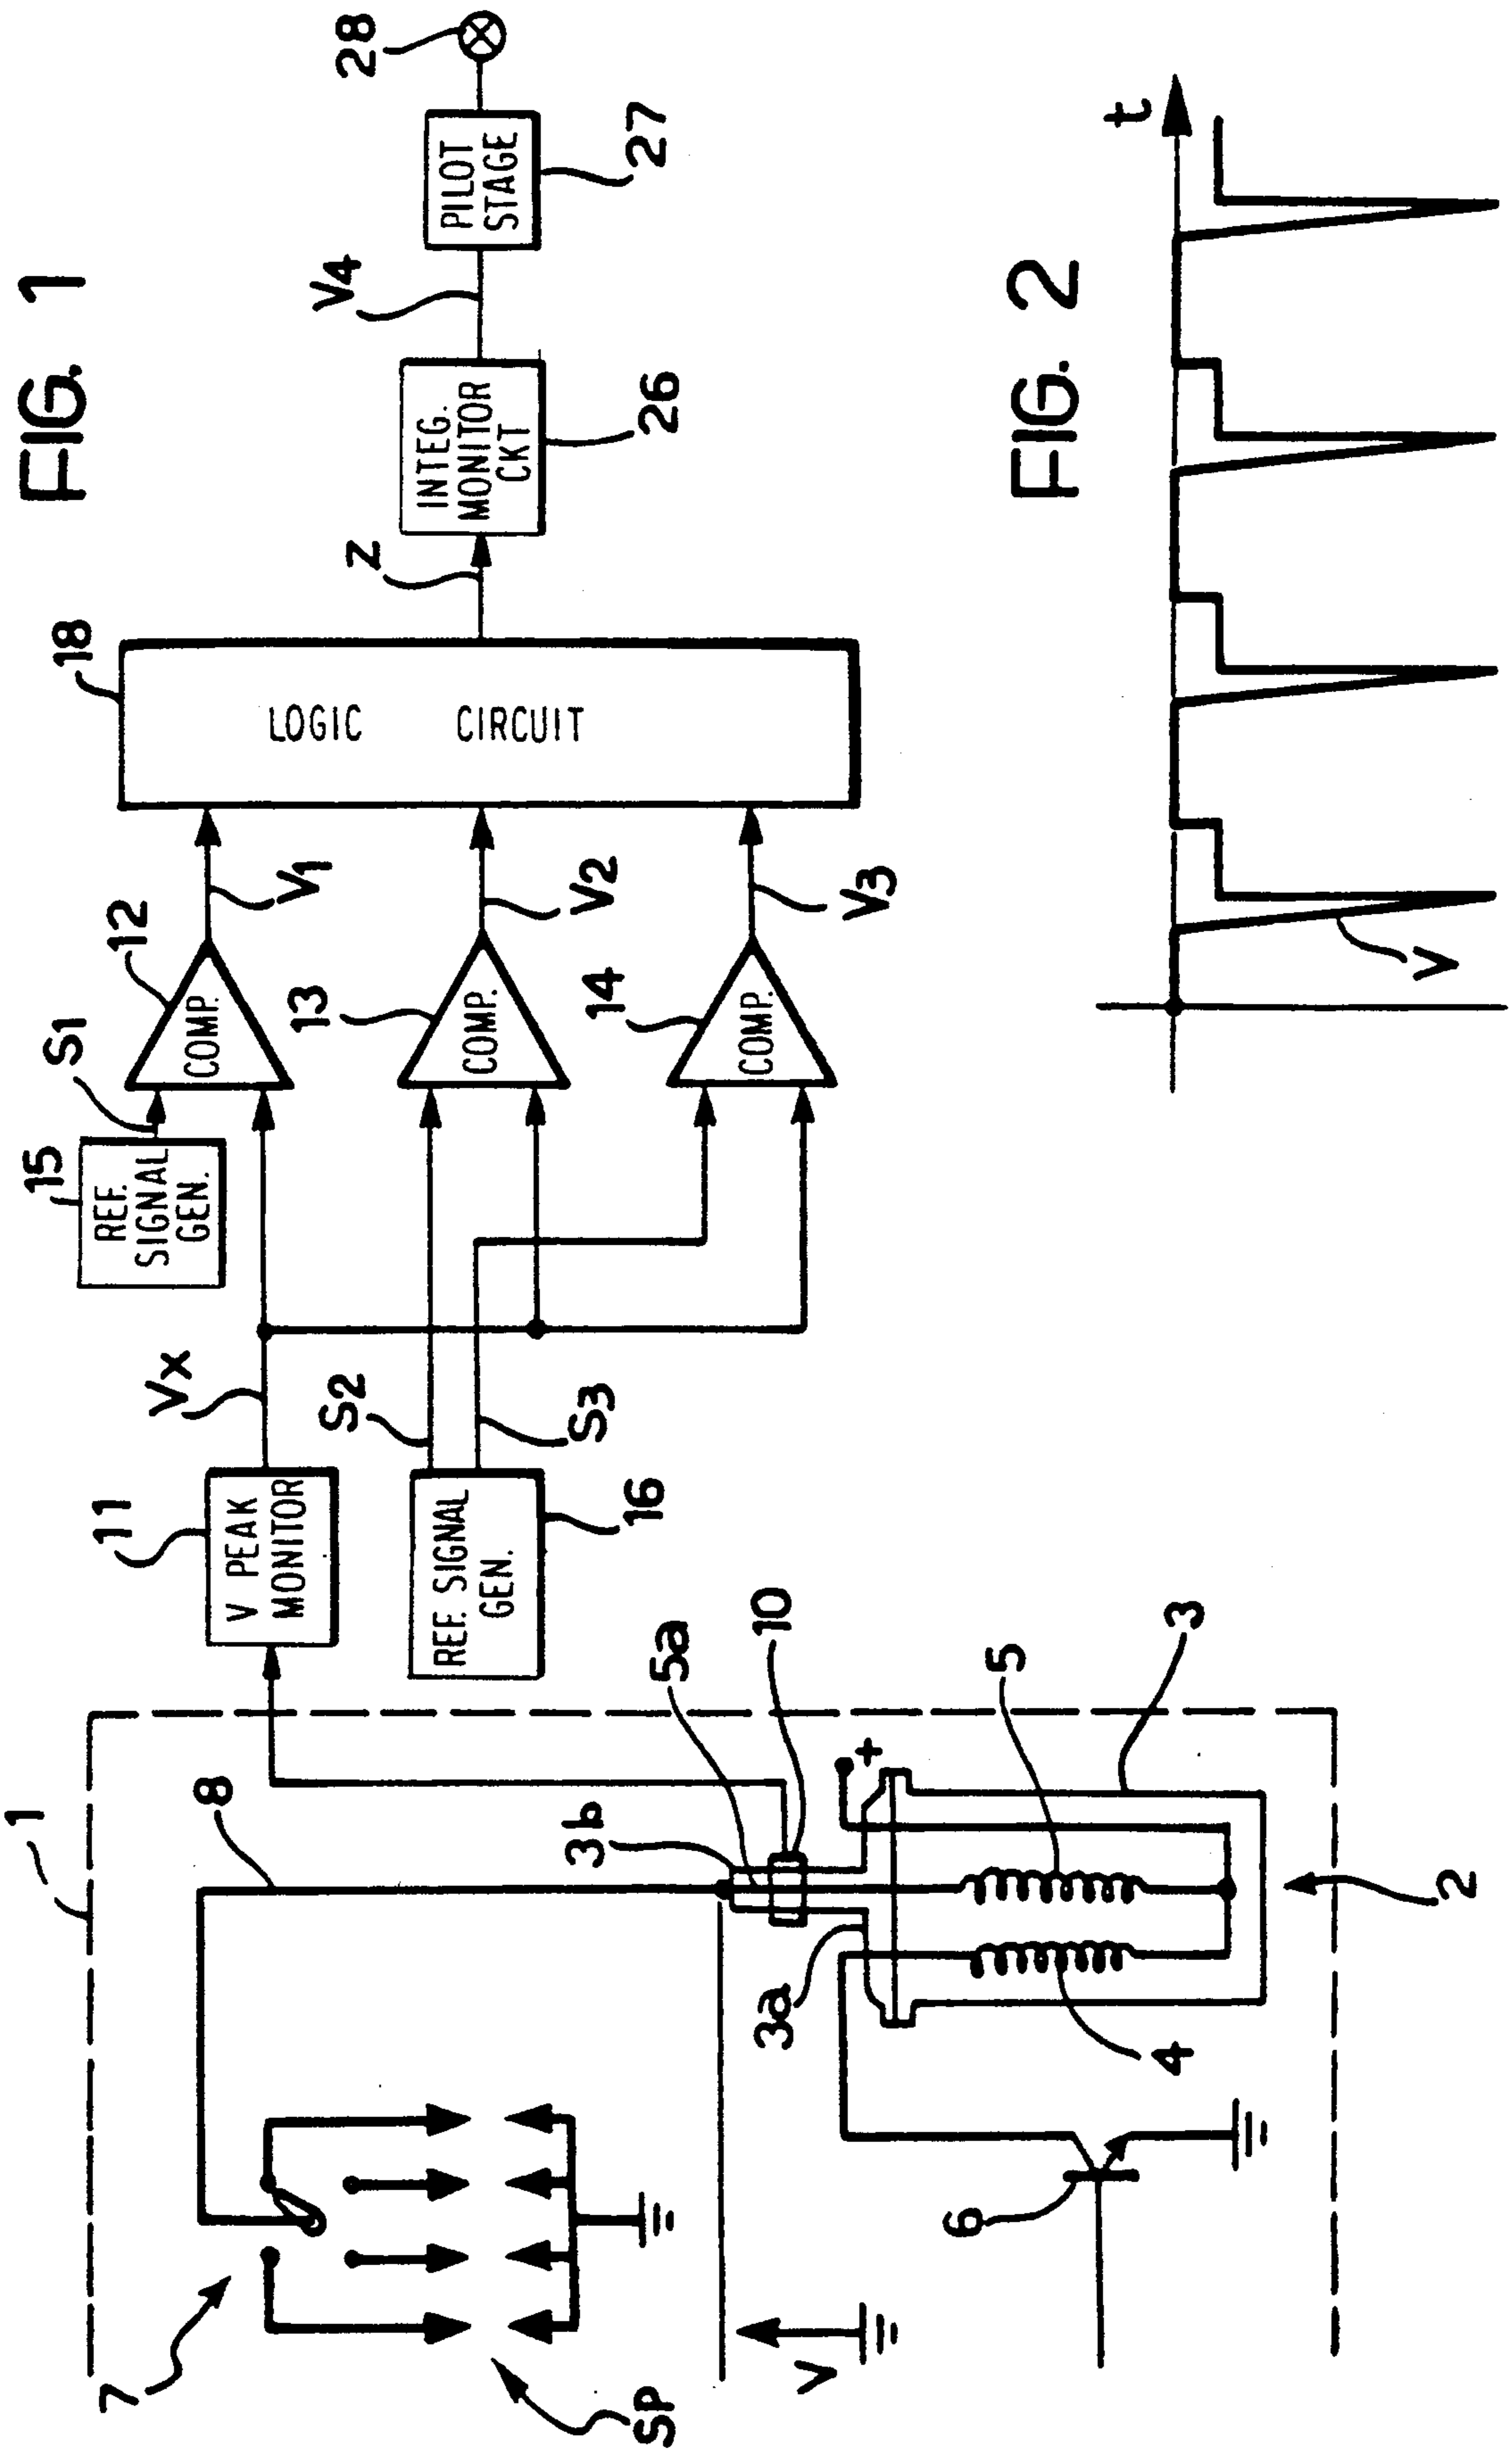 FIG. 1
1
7
SP
V
8
3b
5a
10
3a
+
6
4
5
3
2
11
V PEAK
MONITOR
VX
REF. SIGNAL
GEN.
16
S2
S3
15
REF.
SIGNAL
GEN.
S1
12
COMP.
13
COMP.
14
COMP.
V1
V2
V3
18
LOGIC CIRCUIT
Z
INTEG.
MONITOR
CKT
26
V4
PILOT
STAGE
27
28
FIG. 2
V
t